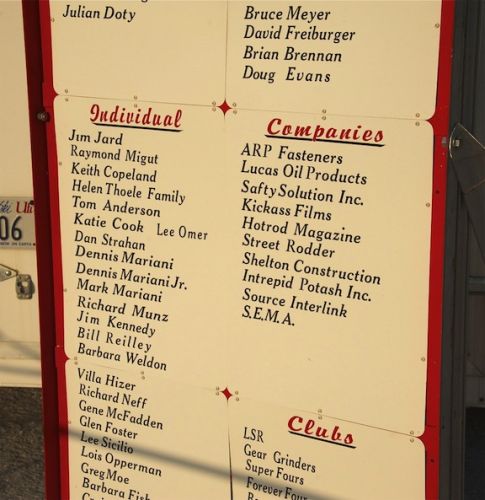 Julian Doty
Bruce Meyer
David Freiburger
Brian Brennan
Doug Evans
Individual
Jim Jard
Raymond Migut
Keith Copeland
Helen Thoele Family
Tom Anderson
Katie Cook Lee Omer
Dan Strahan
Dennis Mariani
Dennis Mariani Jr.
Mark Mariani
Richard Munz
Jim Kennedy
Bill Reilley
Barbara Weldon
Villa Hizer
Richard Neff
Gene McFadden
Glen Foster
Lee Sicilio
Lois Opperman
Greg Moe
Barbara
Companies
ARP Fasteners
Lucas Oil Products
Safty Solution Inc.
Kickass Films
Hotrod Magazine
Street Rodder
Shelton Construction
Intrepid Potash Inc.
Source Interlink
S.E.M.A.
Clubs
LSR
Gear Grinders
Super Fours
Forever Four
06